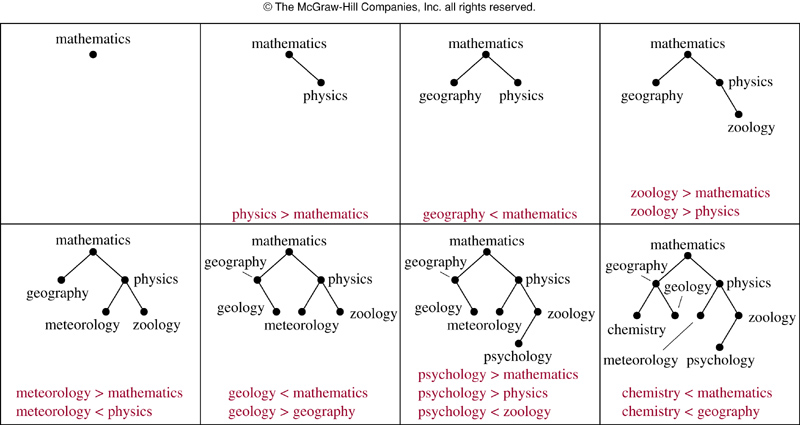 © The McGraw-Hill Companies, Inc. all rights reserved.
mathematics
mathematics
physics
physics > mathematics
mathematics
geography
physics
geography < mathematics
mathematics
geography
physics
zoology
zoology > mathematics
zoology > physics
mathematics
geography
physics
meteorology
zoology
meteorology > mathematics
meteorology < physics
mathematics
geography
physics
geology
meteorology
zoology
geology < mathematics
geology > geography
mathematics
geography
physics
geology
meteorology
zoology
psychology
psychology > mathematics
psychology > physics
psychology < zoology
mathematics
geography
geology
physics
chemistry
zoology
meteorology
psychology
chemistry < mathematics
chemistry < geography